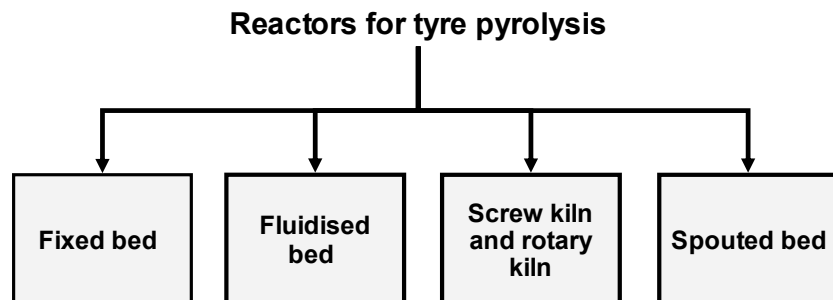 Reactors for tyre pyrolysis
Fixed bed
Fluidised
bed
Screw kiln
and rotary
kiln
Spouted bed